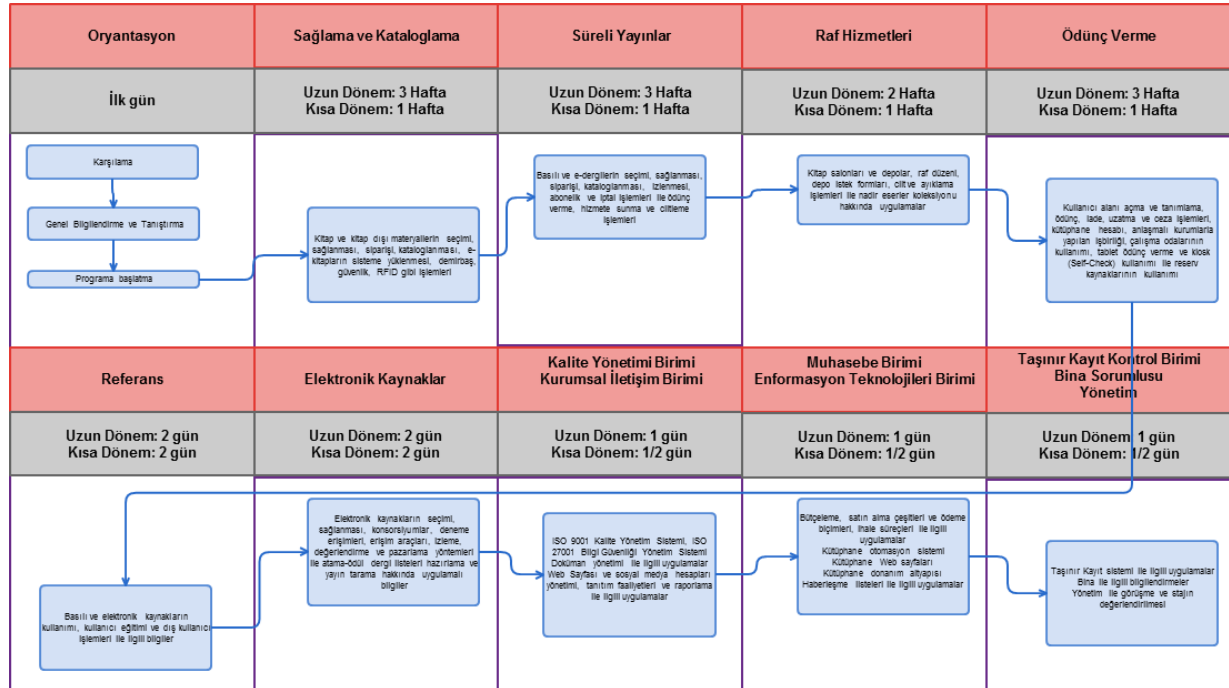 Oryantasyon
Sağlama ve Kataloglama
Süreli Yayınlar
Raf Hizmetleri
Ödünç Verme
İlk gün
Uzun Dönem: 3 Hafta
Kısa Dönem: 1 Hafta
Uzun Dönem: 3 Hafta
Kısa Dönem: 1 Hafta
Uzun Dönem: 2 Hafta
Kısa Dönem: 1 Hafta
Uzun Dönem: 3 Hafta
Kısa Dönem: 1 Hafta
Karşılama
Genel Bilgilendirme ve Tanıştırma
Programa başlatma
Kitap ve kitap dışı materyallerin seçimi,
sağlanması, siparişi, kataloglanması, e-
kitapların sisteme yüklenmesi, demirbaş,
güvenlik, RFID gibi işlemleri
Basılı ve e-dergilerin seçimi, sağlanması,
siparişi, kataloglanması, izlenmesi,
abonelik ve iptal işlemleri ile ödünç
verme, hizmete sunma ve ciltleme
işlemleri
Kitap salonları ve depolar, raf düzeni,
depo istek formları, cilt ve ayıklama
işlemleri ile nadir eserler koleksiyonu
hakkında uygulamalar
Kullanıcı alanı açma ve tanımlama,
ödünç, iade, uzatma ve ceza işlemleri,
kütüphane hesabı, anlaşmalı kurumlarla
yapılan işbirliği, çalışma odalarının
kullanımı, tablet ödünç verme ve kiosk
(Self-Check) kullanımı ile reserv
kaynaklarının kullanımı
Referans
Elektronik Kaynaklar
Kalite Yönetimi Birimi
Kurumsal İletişim Birimi
Muhasebe Birimi
Enformasyon Teknolojileri Birimi
Taşınır Kayıt Kontrol Birimi
Bina Sorumlusu
Yönetim
Uzun Dönem: 2 gün
Kısa Dönem: 2 gün
Uzun Dönem: 2 gün
Kısa Dönem: 2 gün
Uzun Dönem: 1 gün
Kısa Dönem: 1/2 gün
Uzun Dönem: 1 gün
Kısa Dönem: 1/2 gün
Uzun Dönem: 1 gün
Kısa Dönem: 1/2 gün
Basılı ve elektronik kaynakların
kullanımı, kullanıcı eğitimi ve dış kullanıcı
işlemleri ile ilgili bilgiler
Elektronik kaynakların seçimi,
sağlanması, konsorsiyumlar, deneme
erişimleri, erişim araçları, izleme,
değerlendirme ve pazarlama yöntemleri
ile atama-ödül dergi listeleri hazırlama ve
yayın tarama hakkında uygulamalı
bilgiler
ISO 9001 Kalite Yönetim Sistemi, ISO
27001 Bilgi Güvenliği Yönetim Sistemi
Doküman yönetimi ile ilgili uygulamalar
Web Sayfası ve sosyal medya hesapları
yönetimi, tanıtım faaliyetleri ve raporlama
ile ilgili uygulamalar
Bütçeleme, satın alma çeşitleri ve ödeme
biçimleri, ihale süreçleri ile ilgili
uygulamalar
Kütüphane otomasyon sistemi
Kütüphane Web sayfaları
Kütüphane donanım altyapısı
Haberleşme listeleri ile ilgili uygulamalar
Taşınır Kayıt sistemi ile ilgili uygulamalar
Bina ile ilgili bilgilendirmeler
Yönetim ile görüşme ve stajın
değerlendirilmesi